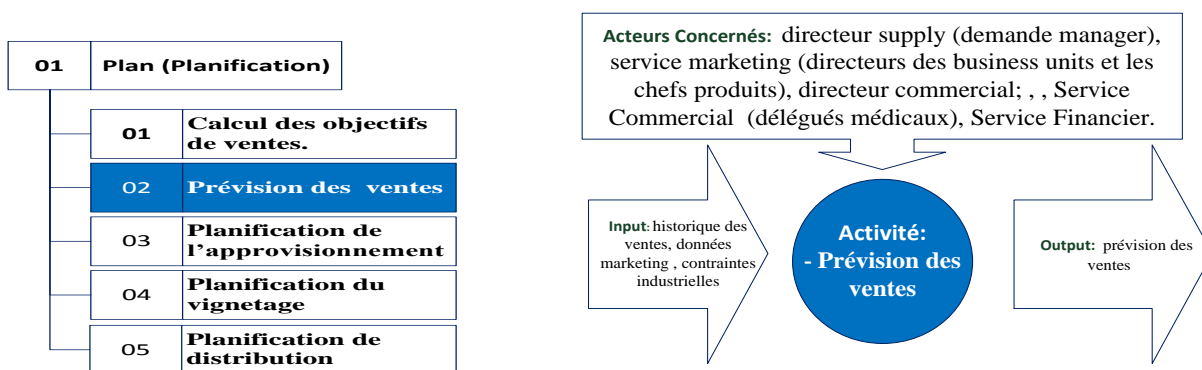 01 Plan (Planification)
01 Calcul des objectifs
de ventes.
02 Prévision des ventes
03 Planification de
l’approvisionnement
04 Planification du
vignetage
05 Planification de
distribution
Acteurs Concernés: directeur supply (demande manager),
service marketing (directeurs des business units et les
chefs produits), directeur commercial; , , Service
Commercial (délégués médicaux), Service Financier.
Input: historique des
ventes, données
marketing , contraintes
industrielles
Activité:
- Prévision des
ventes
Output: prévision des
ventes